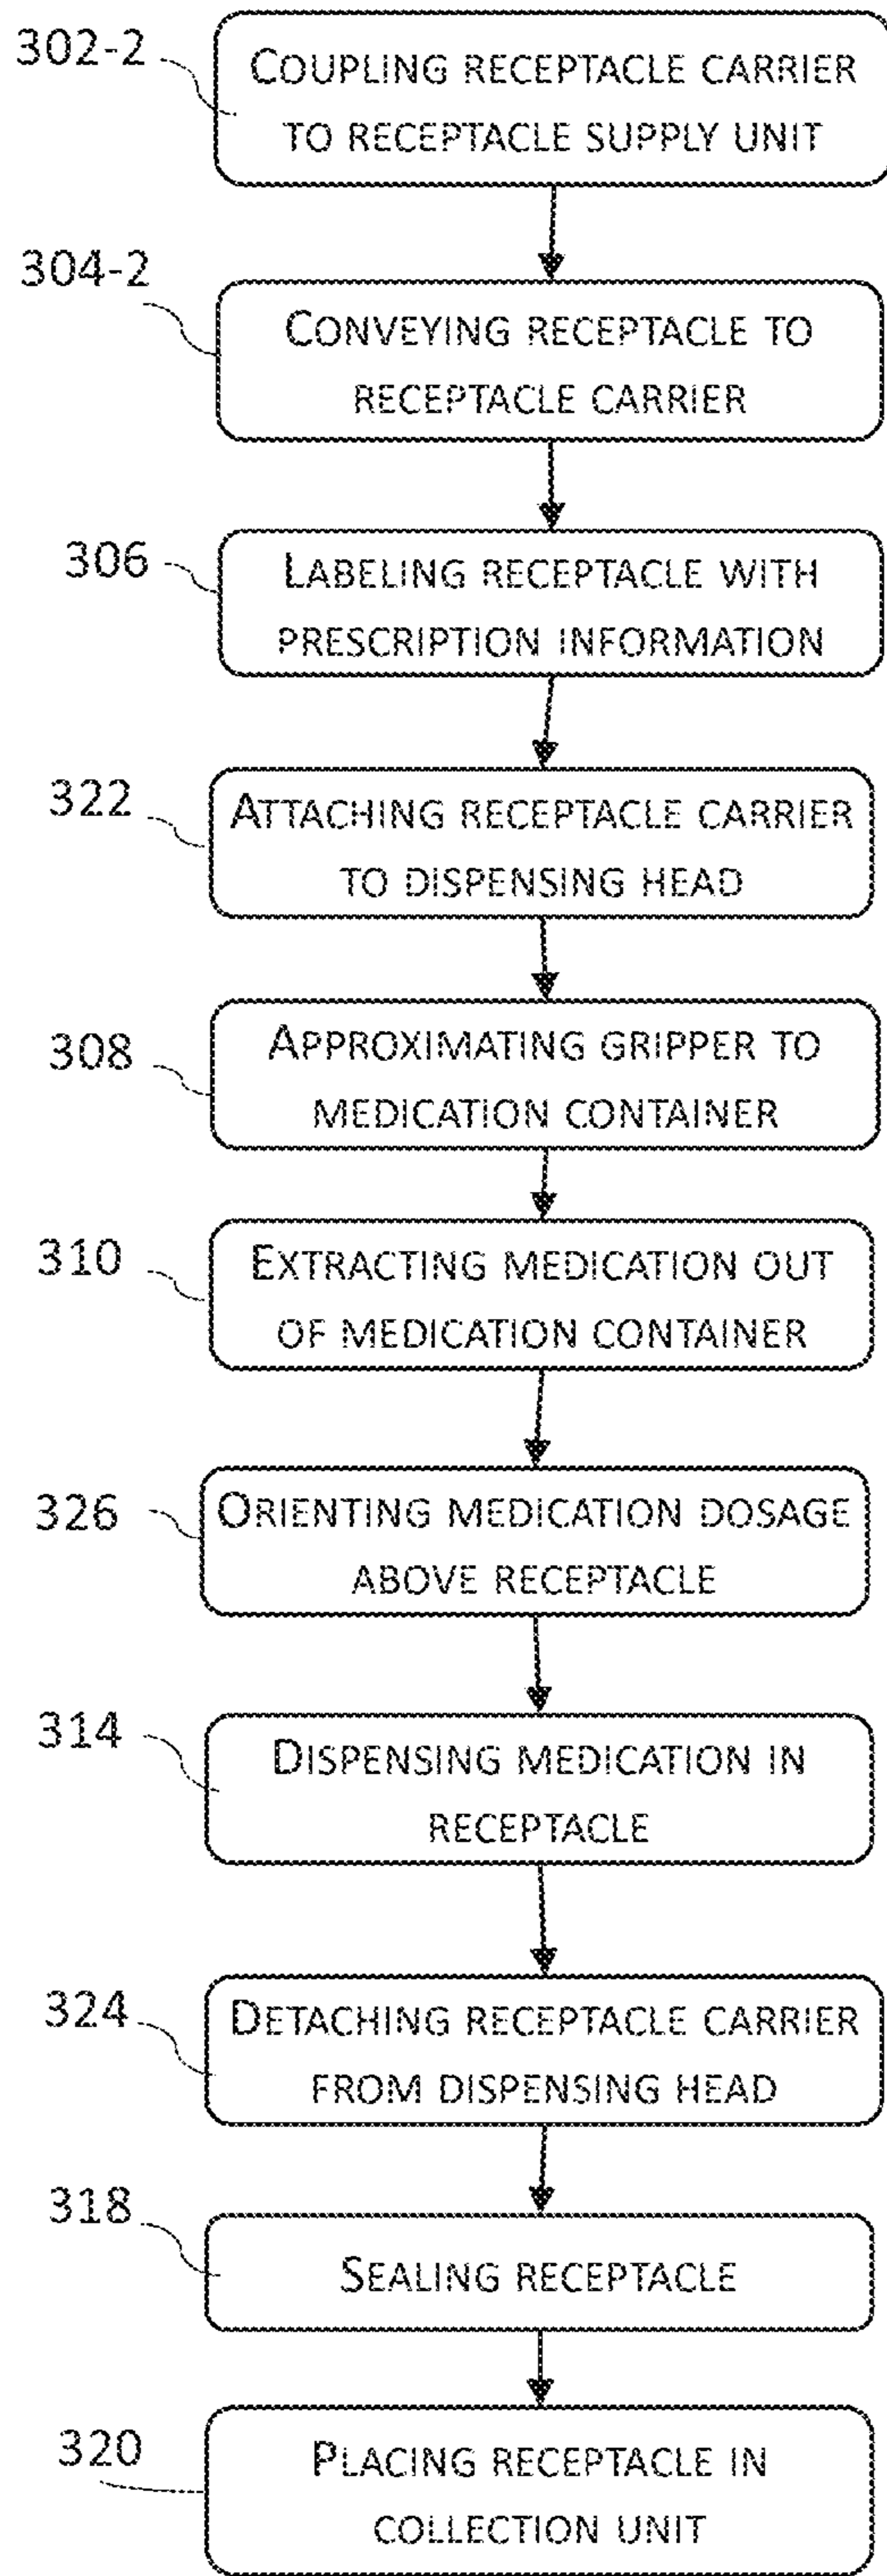 302-2
COUPLING RECEPTACLE CARRIER
TO RECEPTACLE SUPPLY UNIT
304-2
CONVEYING RECEPTACLE TO
RECEPTACLE CARRIER
306
LABELING RECEPTACLE WITH
PRESCRIPTION INFORMATION
322
ATTACHING RECEPTACLE CARRIER
TO DISPENSING HEAD
308
APPROXIMATING GRIPPER TO
MEDICATION CONTAINER
310
EXTRACTING MEDICATION OUT
OF MEDICATION CONTAINER
326
ORIENTING MEDICATION DOSAGE
ABOVE RECEPTACLE
314
DISPENSING MEDICATION IN
RECEPTACLE
324
DETACHING RECEPTACLE CARRIER
FROM DISPENSING HEAD
318
SEALING RECEPTACLE
320
PLACING RECEPTACLE IN
COLLECTION UNIT